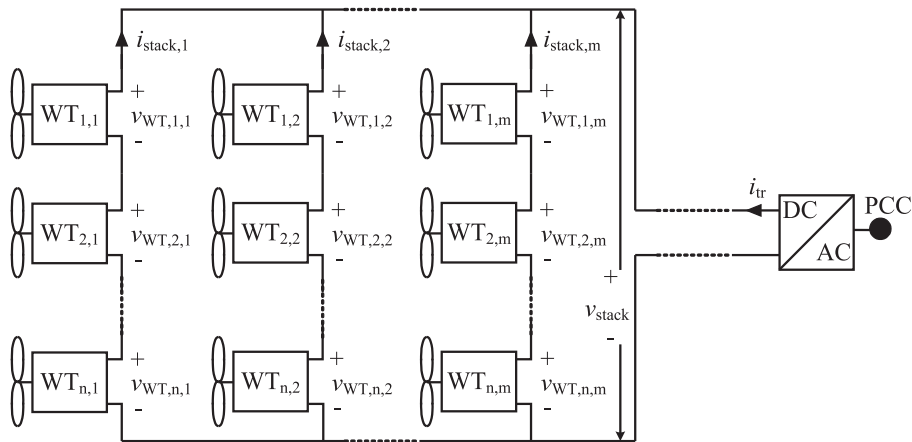 i_stack,1 i_stack,2 i_stack,m
WT_1,1 + v_WT,1,1 -
WT_1,2 + v_WT,1,2 -
WT_1,m + v_WT,1,m -
WT_2,1 + v_WT,2,1 -
WT_2,2 + v_WT,2,2 -
WT_2,m + v_WT,2,m -
i_tr
DC
AC
PCC
+ v_stack -
WT_n,1 + v_WT,n,1 -
WT_n,2 + v_WT,n,2 -
WT_n,m + v_WT,n,m -